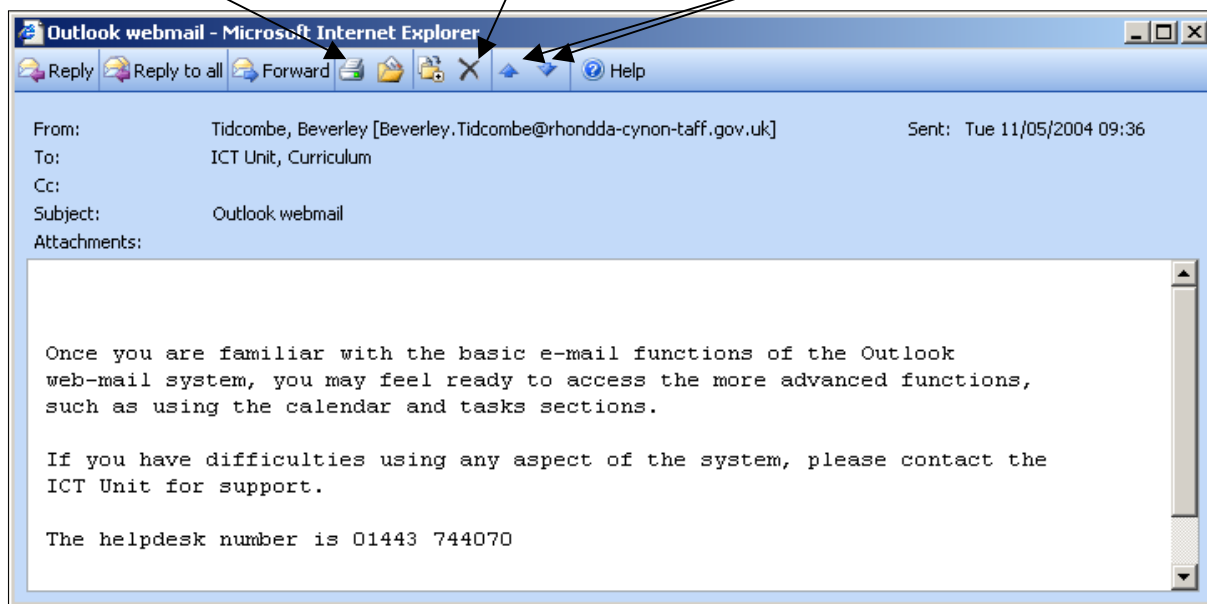 Outlook webmail - Microsoft Internet Explorer
Reply Reply to all Forward Help
From: Tidcombe, Beverley [Beverley.Tidcombe@rhondda-cynon-taff.gov.uk] Sent: Tue 11/05/2004 09:36
To: ICT Unit, Curriculum
Cc:
Subject: Outlook webmail
Attachments:
Once you are familiar with the basic e-mail functions of the Outlook
web-mail system, you may feel ready to access the more advanced functions,
such as using the calendar and tasks sections.
If you have difficulties using any aspect of the system, please contact the
ICT Unit for support.
The helpdesk number is 01443 744070